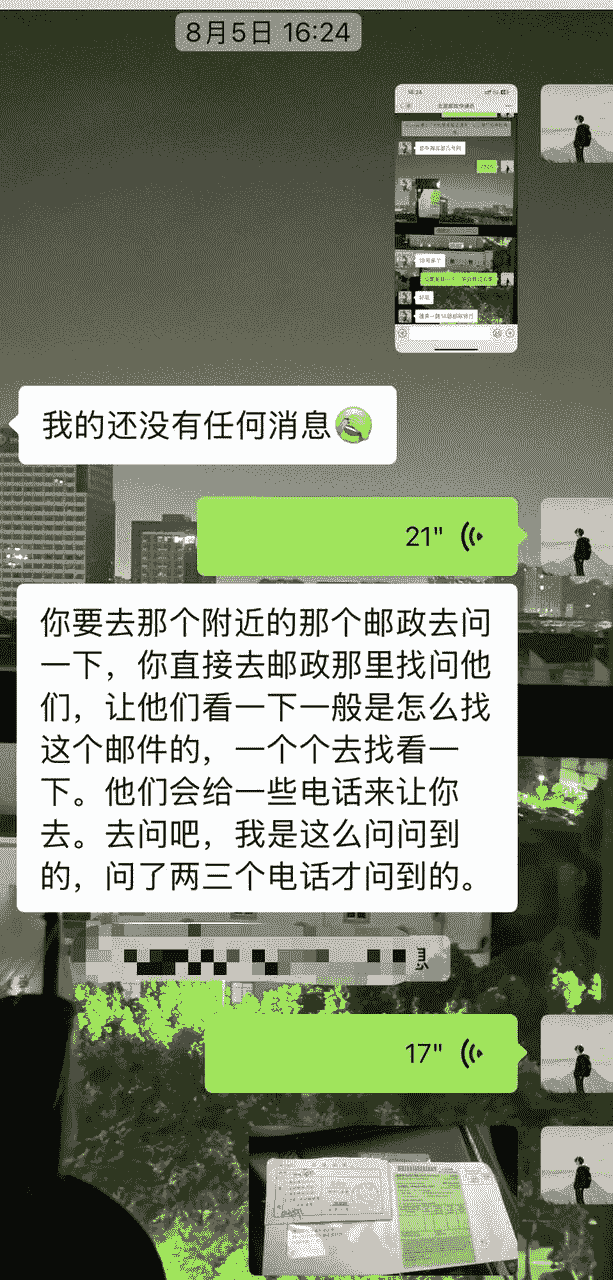 8月5日 16:24
我的还没有任何消息
21"
你要去那个附近的那个邮政去问
一下，你直接去邮政那里找问他
们，让他们看一下一般是怎么找
这个邮件的，一个个去找看一
下。他们会给一些电话来让你
去。去问吧，我是这么问问到
的，问了两三个电话才问到的。
息
17"